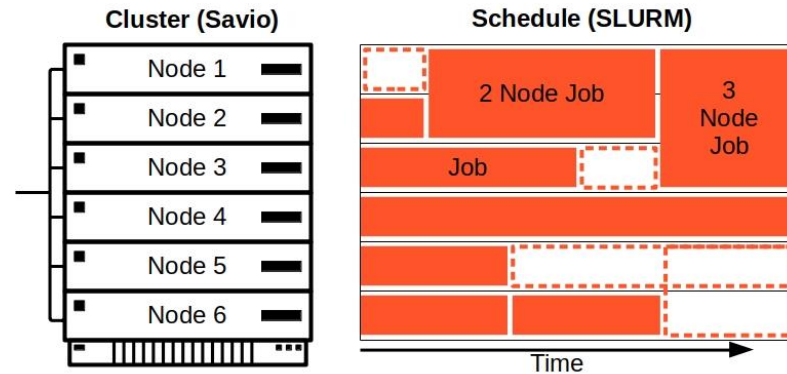 Cluster (Savio)
Node 1
Node 2
Node 3
Node 4
Node 5
Node 6
Schedule (SLURM)
2 Node Job
3
Node
Job
Job
Time